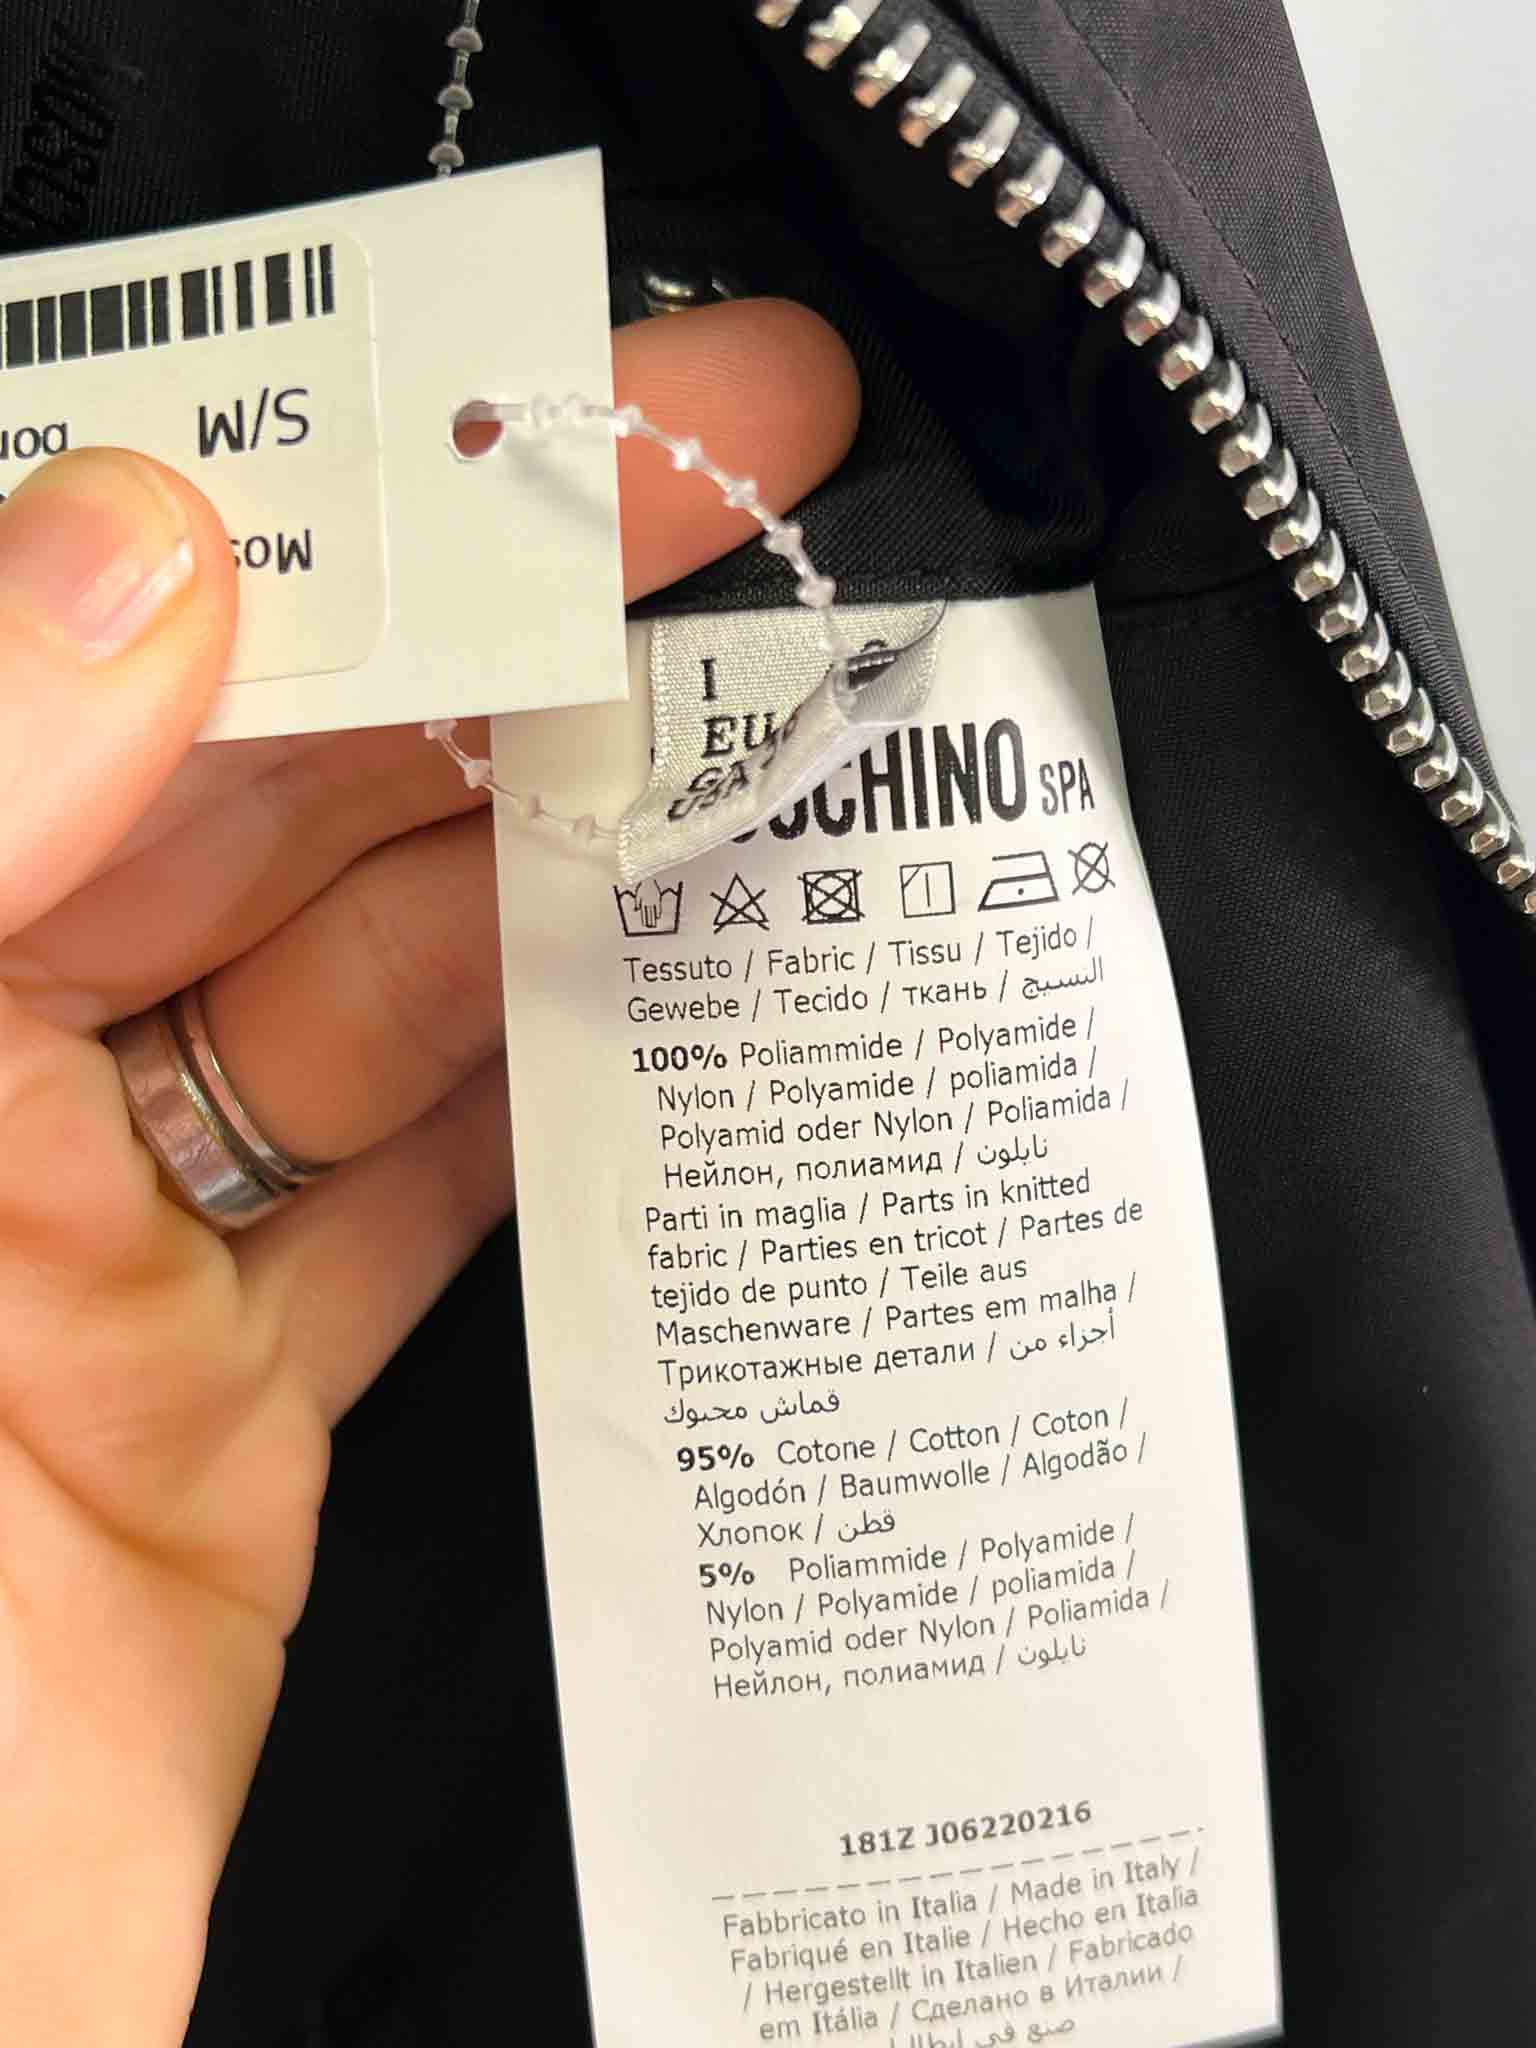 S/M
I
EU
USA
SPA
Tessuto / Fabric / Tissu / Tejido /
Gewebe / Tecido / ткань / النسيج
100% Poliammide / Polyamide /
Nylon / Polyamide / poliamida /
Polyamid oder Nylon / Poliamida /
Нейлон, полиамид / نايلون
Parti in maglia / Parts in knitted
fabric / Parties en tricot / Partes de
tejido de punto / Teile aus
Maschenware / Partes em malha /
Трикотажные детали / أجزاء من
قماش محبوك
95% Cotone / Cotton / Coton /
Algodón / Baumwolle / Algodão /
Хлопок / قطن
5% Poliammide / Polyamide /
Nylon / Polyamide / poliamida /
Polyamid oder Nylon / Poliamida /
Нейлон, полиамид / نايلون
181Z J06220216
Fabbricato in Italia / Made in Italy /
Fabriqué en Italie / Hecho en Italia
/ Hergestellt in Italien / Fabricado
em Itália / Сделано в Италии /
صنع في إيطاليا